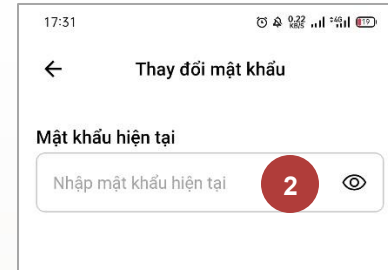 17:31
0.22 KB/S
4G
19
Thay đổi mật khẩu
Mật khẩu hiện tại
Nhập mật khẩu hiện tại
2